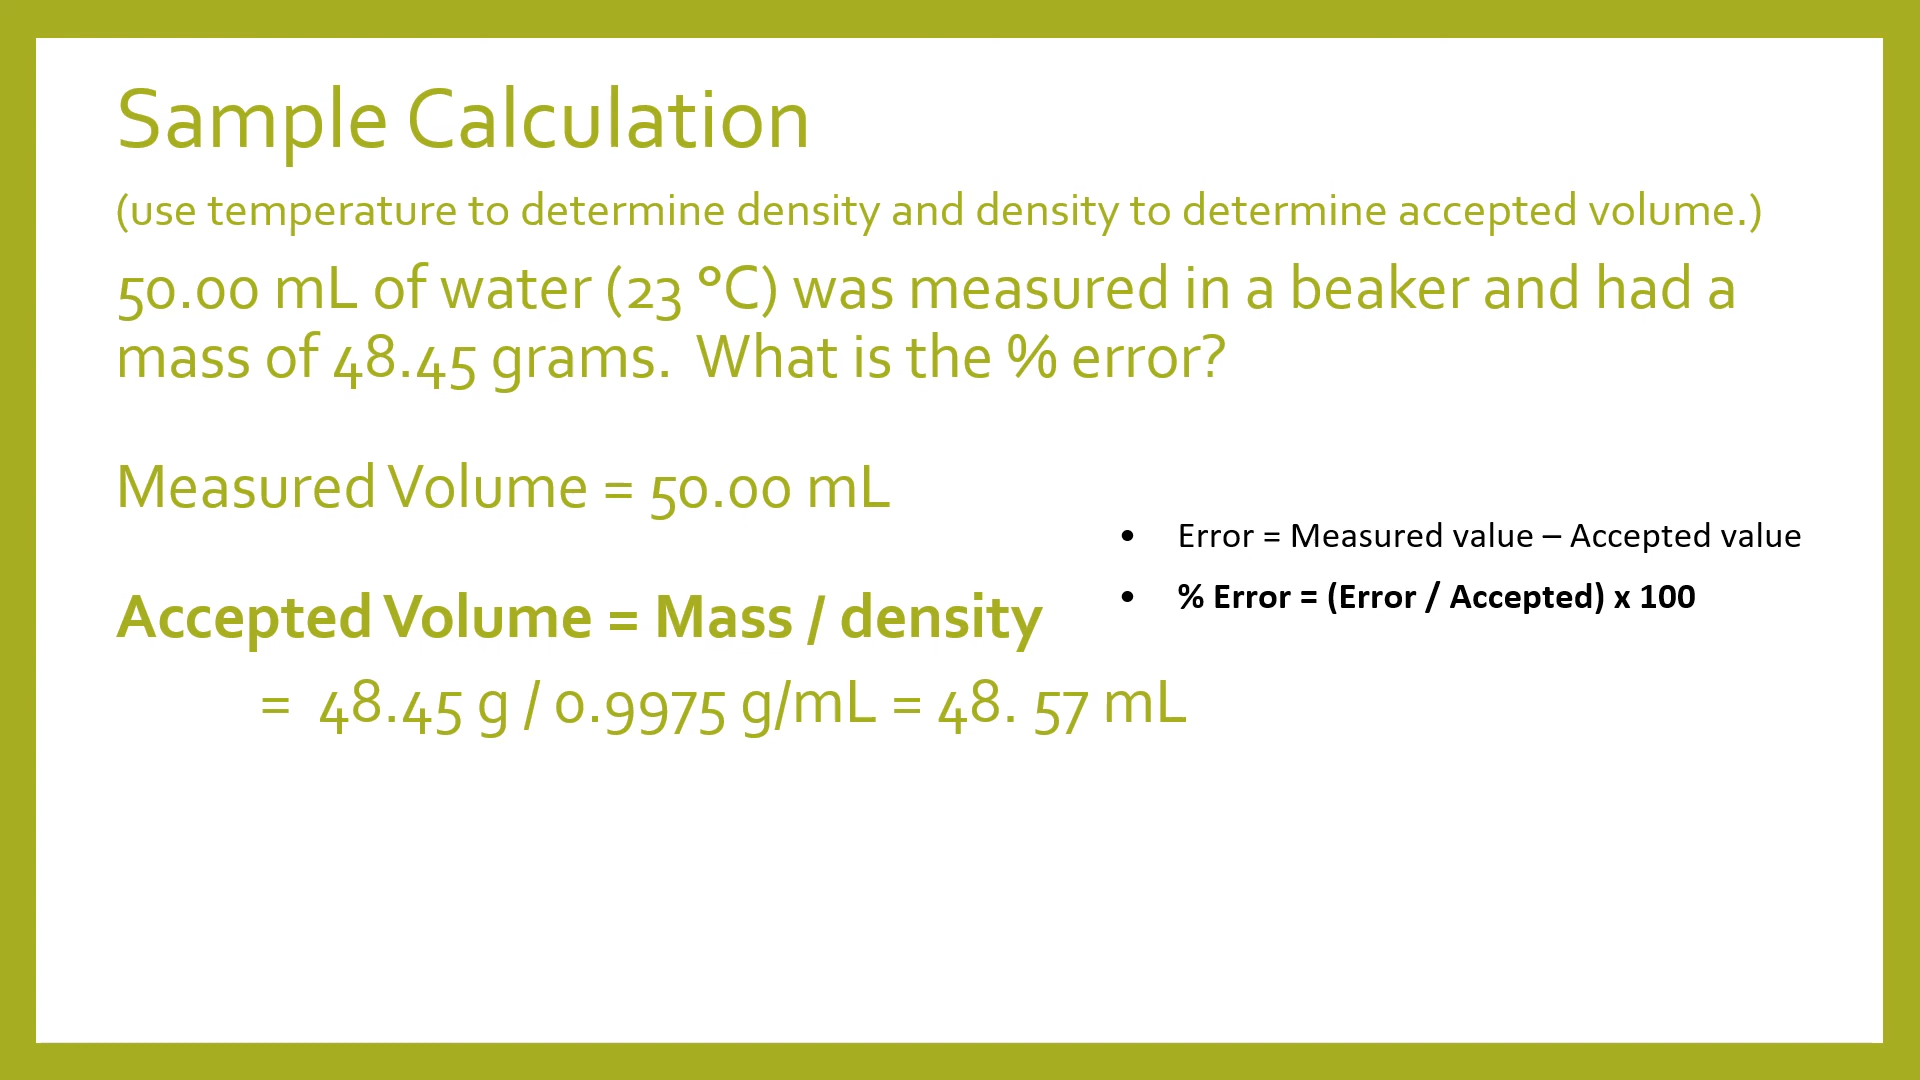 Sample Calculation
(use temperature to determine density and density to determine accepted volume.)
50.00 mL of water (23 °C) was measured in a beaker and had a
mass of 48.45 grams.  What is the % error?
Measured Volume = 50.00 mL
• Error = Measured value – Accepted value
• % Error = (Error / Accepted) x 100
Accepted Volume = Mass / density
= 48.45 g / 0.9975 g/mL = 48. 57 mL